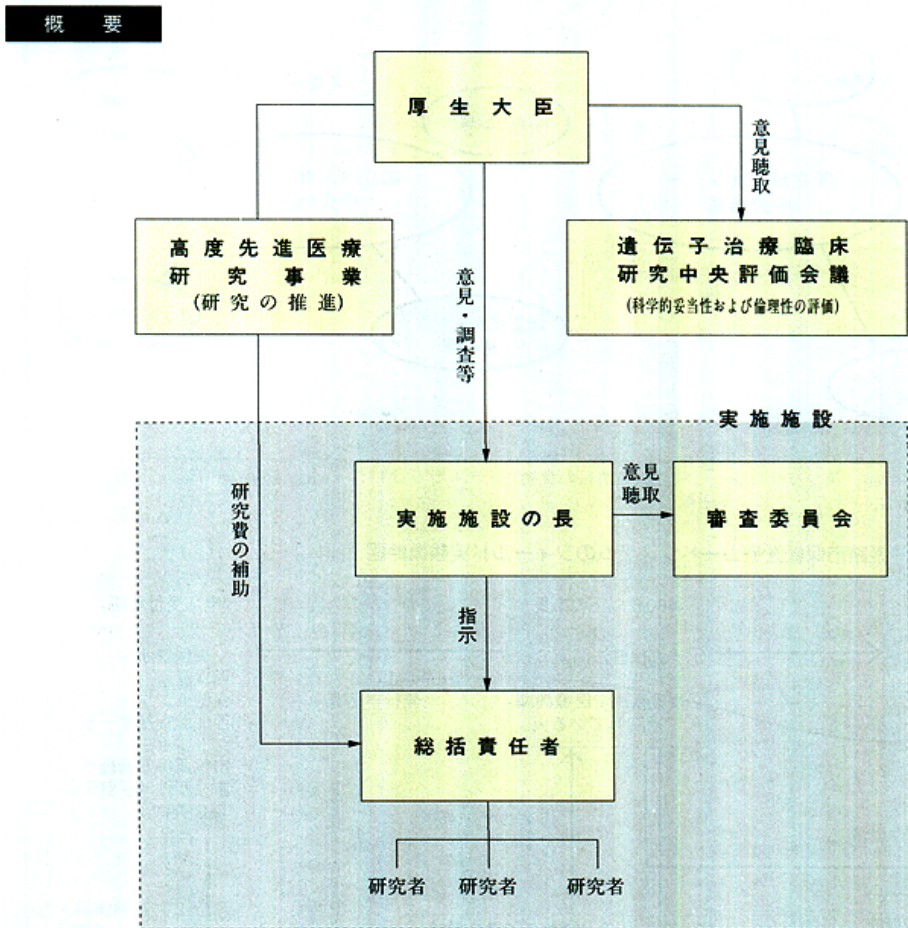 概要
厚生大臣
意見聴取
高度先進医療
研究事業
(研究の推進)
遺伝子治療臨床
研究中央評価会議
(科学的妥当性および倫理性の評価)
意見・調査等
実施施設
研究費の補助
実施施設の長
意見
聴取
審査委員会
指示
総括責任者
研究者
研究者
研究者